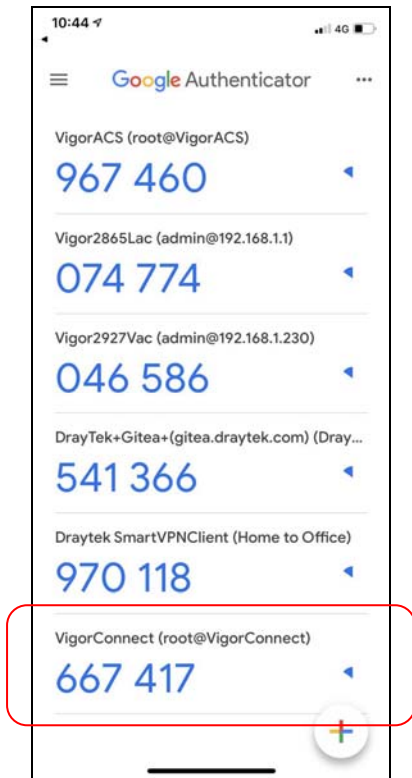 10:44
4G
Google Authenticator
VigorACS (root@VigorACS)
967 460
Vigor2865Lac (admin@192.168.1.1)
074 774
Vigor2927Vac (admin@192.168.1.230)
046 586
DrayTek+Gitea+(gitea.draytek.com) (Dray...
541 366
Draytek SmartVPNClient (Home to Office)
970 118
VigorConnect (root@VigorConnect)
667 417